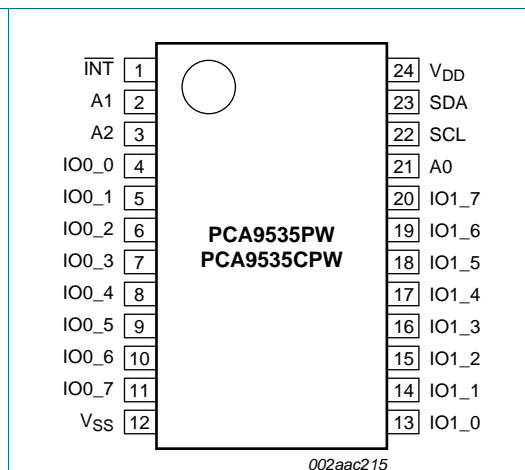 INT 1
A1 2
A2 3
IO0_0 4
IO0_1 5
IO0_2 6
IO0_3 7
IO0_4 8
IO0_5 9
IO0_6 10
IO0_7 11
VSS 12
PCA9535PW
PCA9535CPW
24 VDD
23 SDA
22 SCL
21 A0
20 IO1_7
19 IO1_6
18 IO1_5
17 IO1_4
16 IO1_3
15 IO1_2
14 IO1_1
13 IO1_0
002aac215